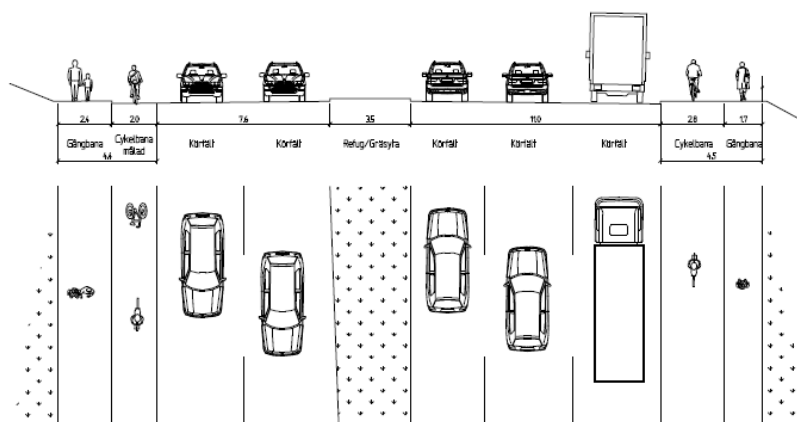 2.4 2.0 7.6 3.5 11.0 2.8 1.7
Gångbana Cykelbana målad Körfält Körfält Refug/Gräsyta Körfält Körfält Körfält Cykelbana Gångbana
4.4 4.5